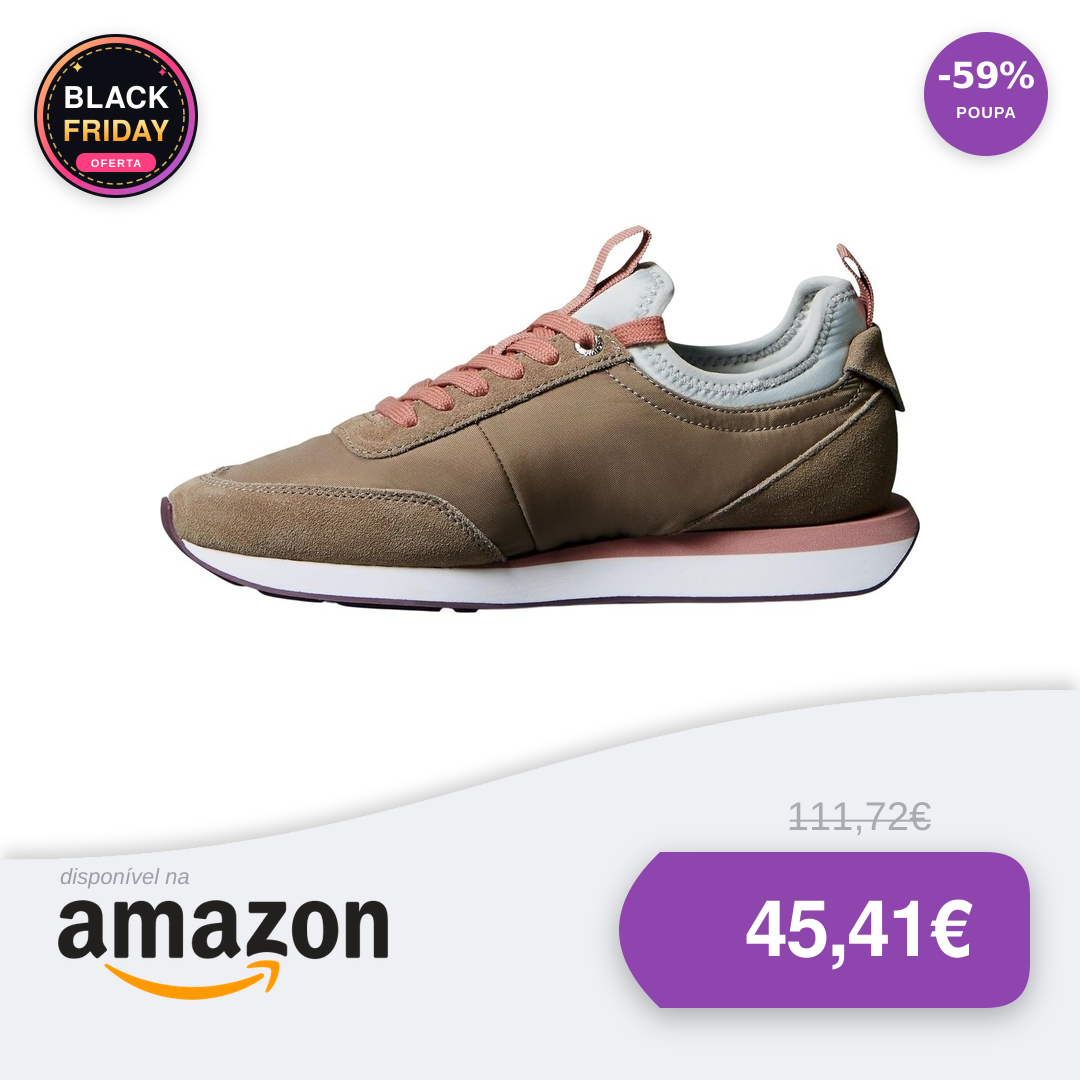 BLACK
FRIDAY
OFERTA
-59%
POUPA
111,72€
disponível na
amazon
45,41€